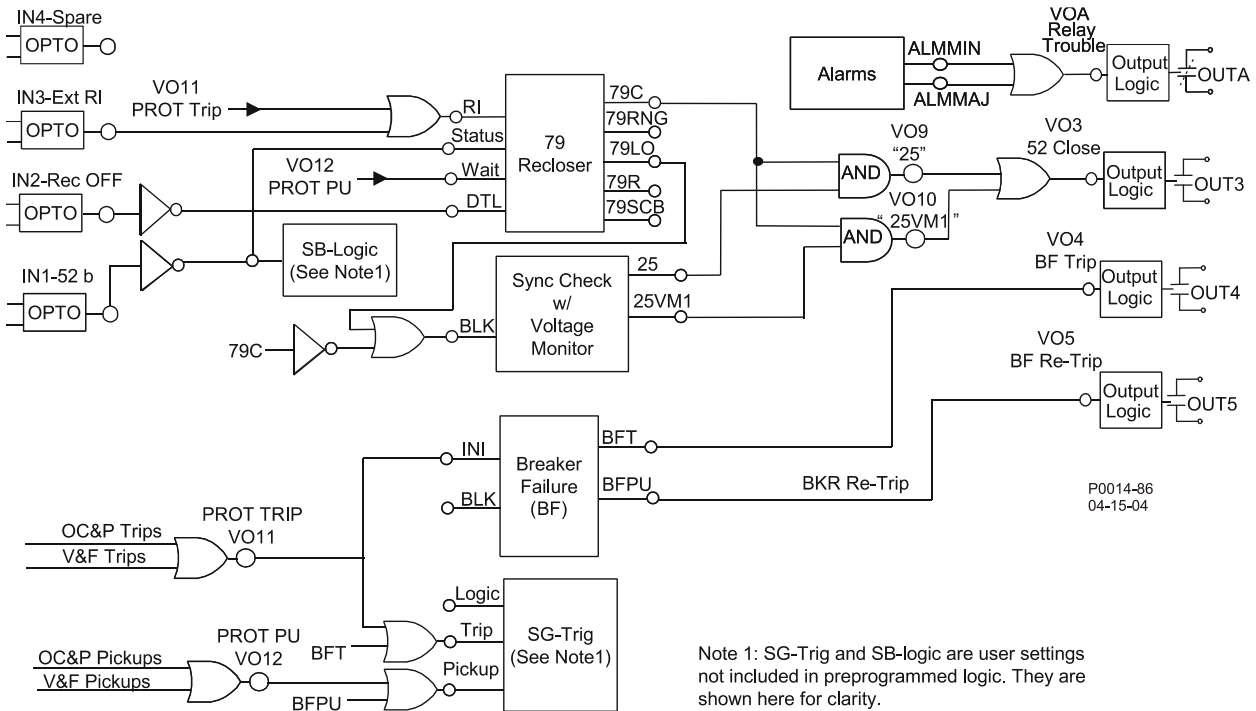 IN4-Spare
OPTO
IN3-Ext RI
OPTO
VO11
PROT Trip
RI
Status
VO12
PROT PU
Wait
DTL
IN2-Rec OFF
OPTO
IN1-52 b
OPTO
SB-Logic
(See Note1)
79
Recloser
79C
79RNG
79LO
79R
79SCB
79C
BLK
Sync Check
w/
Voltage
Monitor
25
25VM1
Alarms
ALMMIN
ALMMAJ
VOA
Relay
Trouble
Output
Logic
OUTA
AND
VO9
“25”
AND
VO10
“ 25VM1 ”
VO3
52 Close
Output
Logic
OUT3
VO4
BF Trip
Output
Logic
OUT4
VO5
BF Re-Trip
Output
Logic
OUT5
INI
BLK
Breaker
Failure
(BF)
BFT
BFPU
BKR Re-Trip
P0014-86
04-15-04
OC&P Trips
V&F Trips
PROT TRIP
VO11
OC&P Pickups
V&F Pickups
PROT PU
VO12
BFT
BFPU
Logic
Trip
Pickup
SG-Trig
(See Note1)
Note 1: SG-Trig and SB-logic are user settings
not included in preprogrammed logic. They are
shown here for clarity.